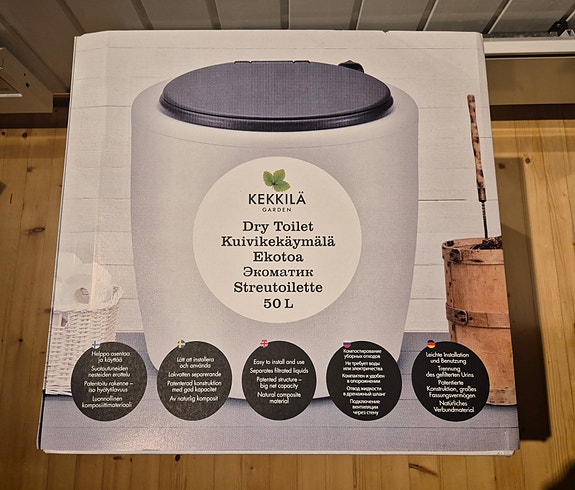 KEKKILÄ
GARDEN
Dry Toilet
Kuivikekäymälä
Ekotoa
Экоматик
Streutoilette
50 L
Helppo asentaa
ja käyttää
Suotautuneiden
nesteiden erottelu
Patentoitu rakenne –
iso hyötytilavuus
Luonnollinen
komposiittimateriaali
Lätt att installera
och använda
Lakvatten separerande
Patenterad konstruktion
med god kapacitet
Av naturlig komposit
Easy to install and use
Separates filtrated liquids
Patented structure –
big net capacity
Natural composite
material
Компостирование
уборных отходов
Не требует воды
или электричества
Компактен и удобен
в опорожнении
Отвод жидкости
в дренажный шланг
Подключение
вентиляции
через стену
Leichte Installation
und Benutzung
Trennung
des gefilterten Urins
Patentierte
Konstruktion, großes
Fassungsvermögen
Natürliches
Verbundmaterial